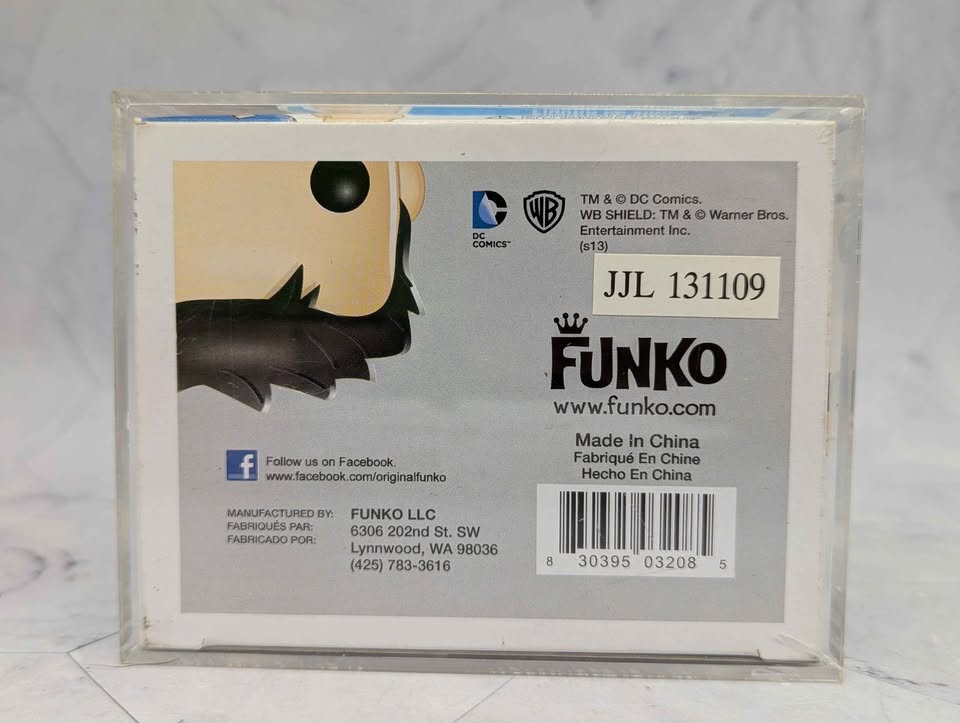 DC
COMICS™
WB
TM & © DC Comics.
WB SHIELD: TM & © Warner Bros.
Entertainment Inc.
(s13)
JJL 131109
FUNKO
www.funko.com
Made In China
Fabriqué En Chine
Hecho En China
f
Follow us on Facebook.
www.facebook.com/originalfunko
MANUFACTURED BY:
FABRIQUÉS PAR:
FABRICADO POR:
FUNKO LLC
6306 202nd St. SW
Lynnwood, WA 98036
(425) 783-3616
8 30395 03208 5